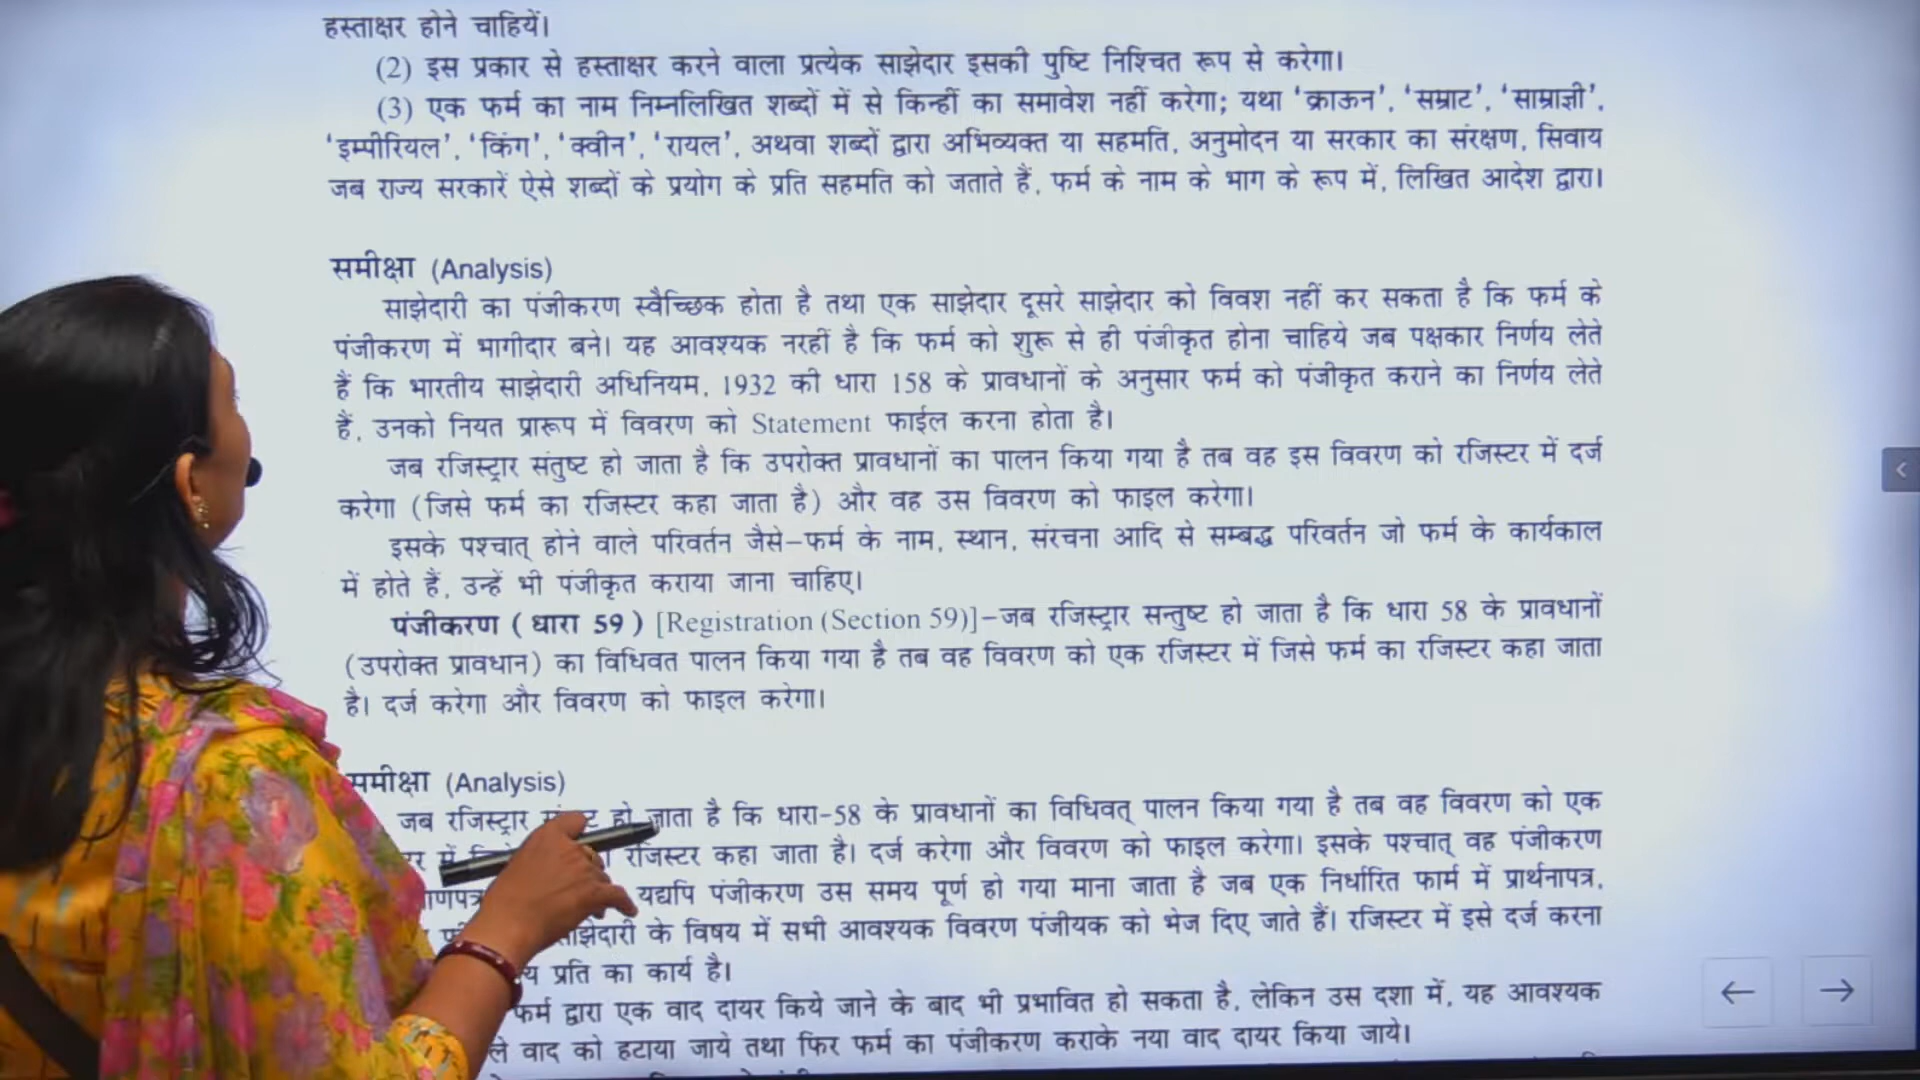 हस्ताक्षर होने चाहियें।
(2) इस प्रकार से हस्ताक्षर करने वाला प्रत्येक साझेदार इसकी पुष्टि निश्चित रूप से करेगा।
(3) एक फर्म का नाम निम्नलिखित शब्दों में से किन्हीं का समावेश नहीं करेगा; यथा ‘क्राऊन’, ‘सम्राट’, ‘साम्राज्ञी’,
‘इम्पीरियल’, ‘किंग’, ‘क्वीन’, ‘रायल’, अथवा शब्दों द्वारा अभिव्यक्त या सहमति, अनुमोदन या सरकार का संरक्षण, सिवाय
जब राज्य सरकारें ऐसे शब्दों के प्रयोग के प्रति सहमति को जताते हैं, फर्म के नाम के भाग के रूप में, लिखित आदेश द्वारा।
समीक्षा (Analysis)
साझेदारी का पंजीकरण स्वैच्छिक होता है तथा एक साझेदार दूसरे साझेदार को विवश नहीं कर सकता है कि फर्म के
पंजीकरण में भागीदार बने। यह आवश्यक नरहीं है कि फर्म को शुरू से ही पंजीकृत होना चाहिये जब पक्षकार निर्णय लेते
हैं कि भारतीय साझेदारी अधिनियम, 1932 की धारा 158 के प्रावधानों के अनुसार फर्म को पंजीकृत कराने का निर्णय लेते
हैं, उनको नियत प्रारूप में विवरण को Statement फाईल करना होता है।
जब रजिस्ट्रार संतुष्ट हो जाता है कि उपरोक्त प्रावधानों का पालन किया गया है तब वह इस विवरण को रजिस्टर में दर्ज
करेगा (जिसे फर्म का रजिस्टर कहा जाता है) और वह उस विवरण को फाइल करेगा।
इसके पश्चात् होने वाले परिवर्तन जैसे–फर्म के नाम, स्थान, संरचना आदि से सम्बद्ध परिवर्तन जो फर्म के कार्यकाल
में होते हैं, उन्हें भी पंजीकृत कराया जाना चाहिए।
पंजीकरण ( धारा 59 ) [Registration (Section 59)]–जब रजिस्ट्रार सन्तुष्ट हो जाता है कि धारा 58 के प्रावधानों
(उपरोक्त प्रावधान) का विधिवत पालन किया गया है तब वह विवरण को एक रजिस्टर में जिसे फर्म का रजिस्टर कहा जाता
है। दर्ज करेगा और विवरण को फाइल करेगा।
समीक्षा (Analysis)
जब रजिस्ट्रार हो जाता है कि धारा-58 के प्रावधानों का विधिवत् पालन किया गया है तब वह विवरण को एक
में रजिस्टर कहा जाता है। दर्ज करेगा और विवरण को फाइल करेगा। इसके पश्चात् वह पंजीकरण
यद्यपि पंजीकरण उस समय पूर्ण हो गया माना जाता है जब एक निर्धारित फार्म में प्रार्थनापत्र,
साझेदारी के विषय में सभी आवश्यक विवरण पंजीयक को भेज दिए जाते हैं। रजिस्टर में इसे दर्ज करना
प्रति का कार्य है।
फर्म द्वारा एक वाद दायर किये जाने के बाद भी प्रभावित हो सकता है, लेकिन उस दशा में, यह आवश्यक
वाद को हटाया जाये तथा फिर फर्म का पंजीकरण कराके नया वाद दायर किया जाये।